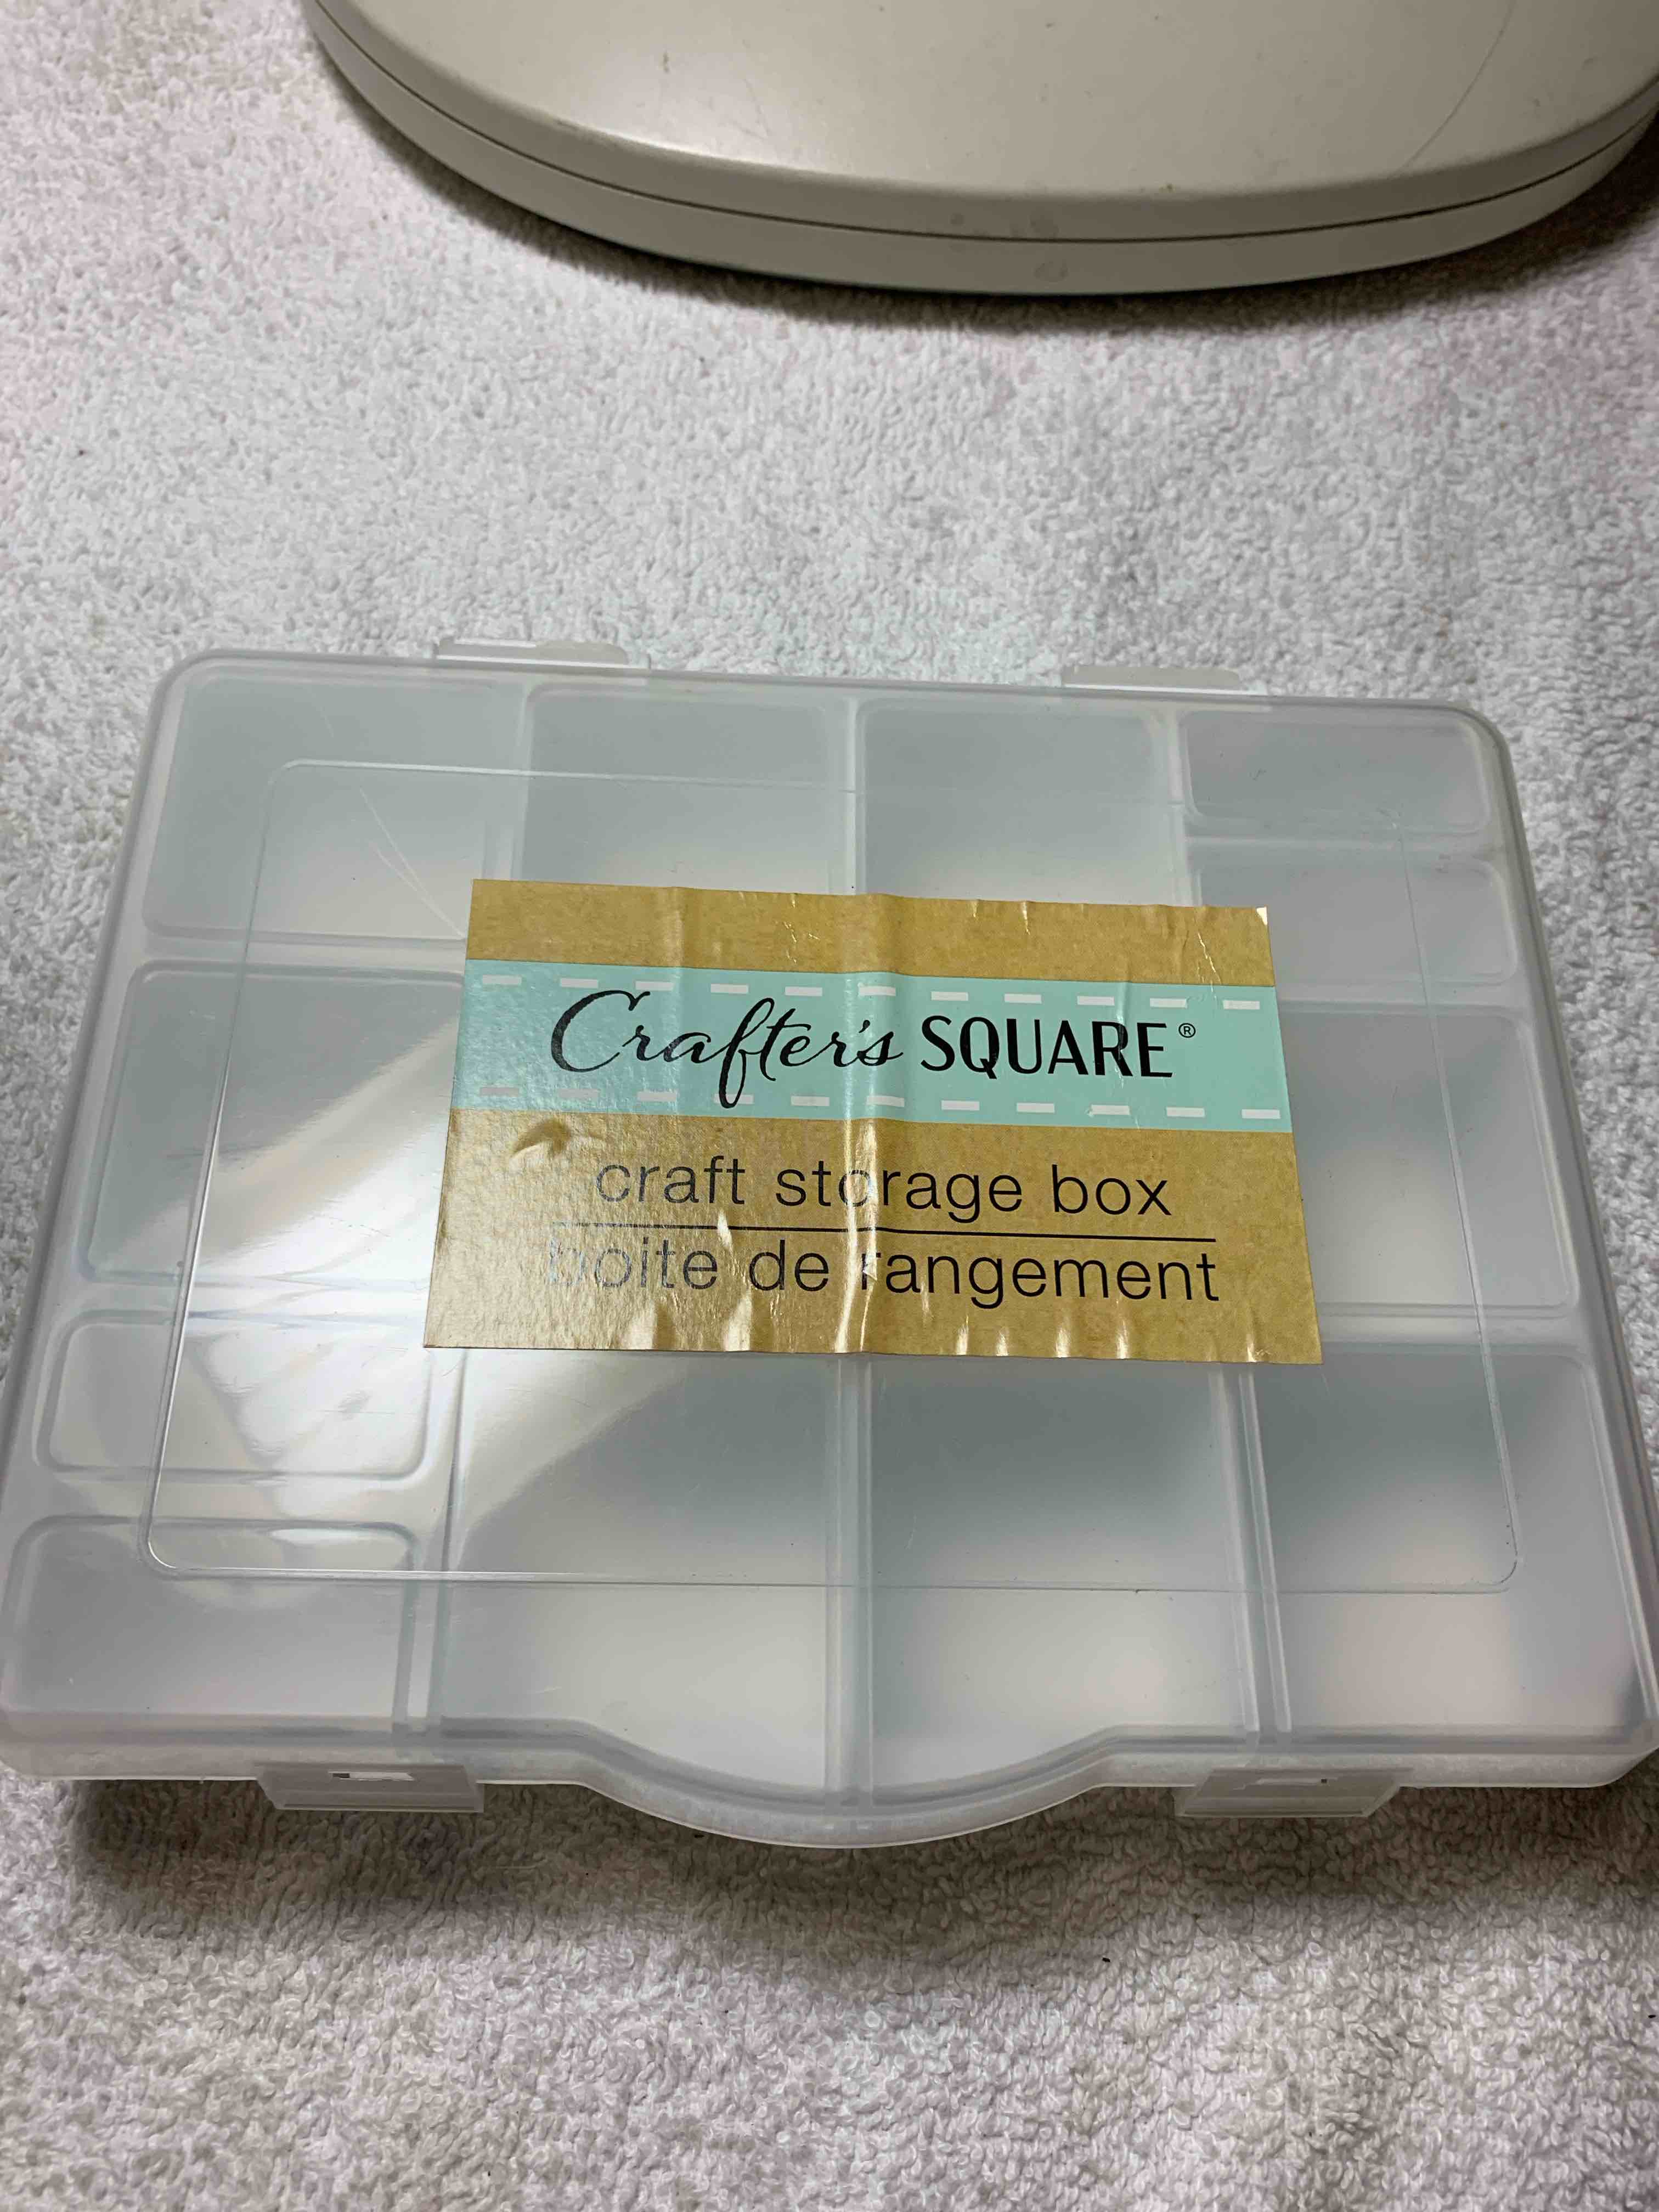 Crafter's SQUARE®
craft storage box
boite de rangement